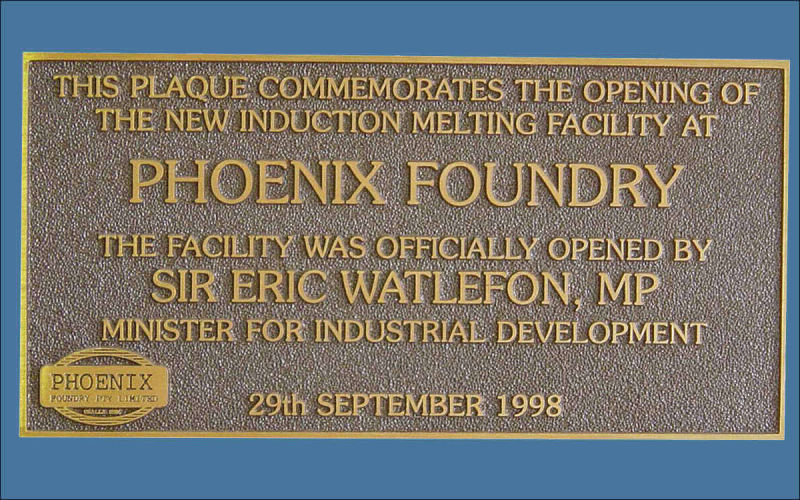 THIS PLAQUE COMMEMORATES THE OPENING OF
THE NEW INDUCTION MELTING FACILITY AT
PHOENIX FOUNDRY
THE FACILITY WAS OFFICIALLY OPENED BY
SIR ERIC WATLEFON, MP
MINISTER FOR INDUSTRIAL DEVELOPMENT
29th SEPTEMBER 1998
PHOENIX
FOUNDRY PTY LIMITED